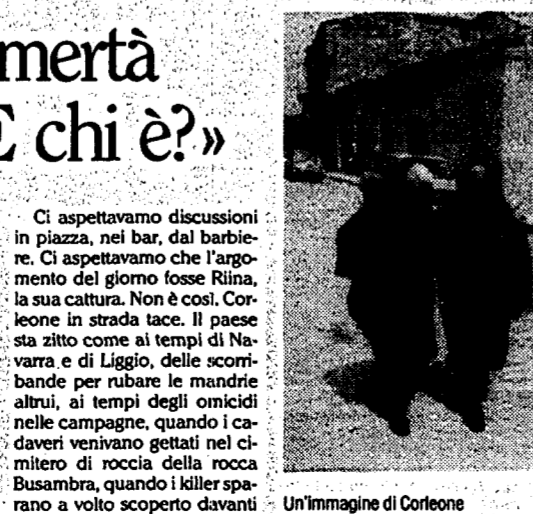 mertà
E chi è?»
Ci aspettavamo discussioni
in piazza, nei bar, dal barbie-
re. Ci aspettavamo che l'argo-
mento del giorno fosse Riina,
la sua cattura. Non è così. Cor-
leone in strada tace. Il paese
sta zitto come ai tempi di Na-
varra e di Liggio, delle scorri-
bande per rubare le mandrie
altrui, ai tempi degli omicidi
nelle campagne, quando i ca-
daveri venivano gettati nel ci-
mitero di roccia della rocca
Busambra, quando i killer spa-
rano a volto scoperto davanti
Un'immagine di Corleone